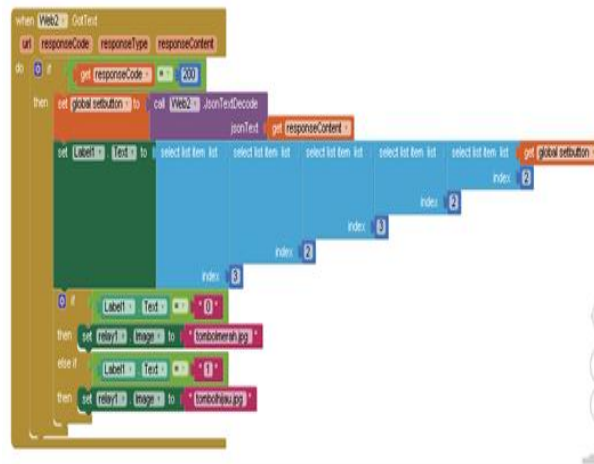 when Web2 .GotText
url responseCode responseType responseContent
do if get responseCode = 200
then set global setbutton to call Web2 .JsonTextDecode
jsonText get responseContent
set Label1 . Text to select list item list select list item list select list item list select list item list select list item list get global setbutton
index 2
index 2
index 3
index 2
index 3
if Label1 . Text = "0"
then set relay1 . Image to "tombolmerah.jpg"
else if Label1 . Text = "1"
then set relay1 . Image to "tombolhijau.jpg"